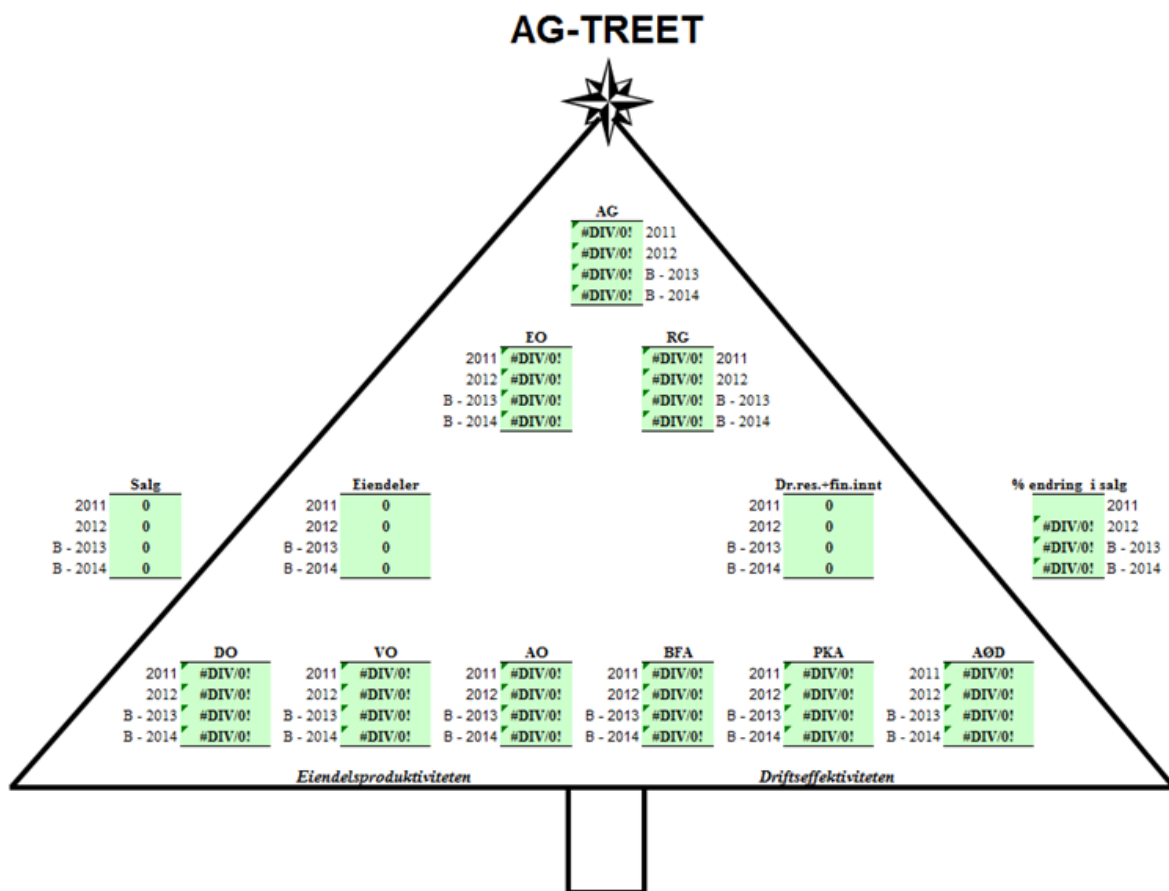 AG-TREET
AG
#DIV/0! 2011
#DIV/0! 2012
#DIV/0! B - 2013
#DIV/0! B - 2014
EO RG
2011 #DIV/0! #DIV/0! 2011
2012 #DIV/0! #DIV/0! 2012
B - 2013 #DIV/0! #DIV/0! B - 2013
B - 2014 #DIV/0! #DIV/0! B - 2014
Salg Eiendeler Dr.res.+fin.innt % endring i salg
2011 0 2011 0 2011 0 2011
2012 0 2012 0 2012 0 #DIV/0! 2012
B - 2013 0 B - 2013 0 B - 2013 0 #DIV/0! B - 2013
B - 2014 0 B - 2014 0 B - 2014 0 #DIV/0! B - 2014
DO VO AO BFA PKA AØD
2011 #DIV/0! 2011 #DIV/0! 2011 #DIV/0! 2011 #DIV/0! 2011 #DIV/0! 2011 #DIV/0!
2012 #DIV/0! 2012 #DIV/0! 2012 #DIV/0! 2012 #DIV/0! 2012 #DIV/0! 2012 #DIV/0!
B - 2013 #DIV/0! B - 2013 #DIV/0! B - 2013 #DIV/0! B - 2013 #DIV/0! B - 2013 #DIV/0! B - 2013 #DIV/0!
B - 2014 #DIV/0! B - 2014 #DIV/0! B - 2014 #DIV/0! B - 2014 #DIV/0! B - 2014 #DIV/0! B - 2014 #DIV/0!
Eiendelsproduktiviteten Driftseffektiviteten